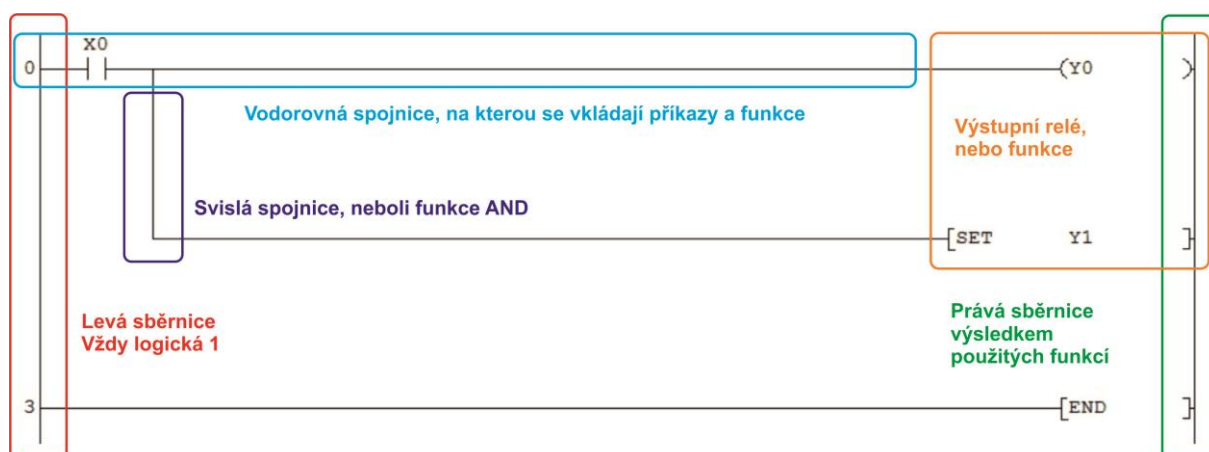 X0
0
(Y0 )
Vodorovná spojnice, na kterou se vkládají příkazy a funkce
Výstupní relé,
nebo funkce
Svislá spojnice, neboli funkce AND
[SET Y1 ]
Levá sběrnice
Vždy logická 1
Prává sběrnice
výsledkem
použitých funkcí
3
[END ]